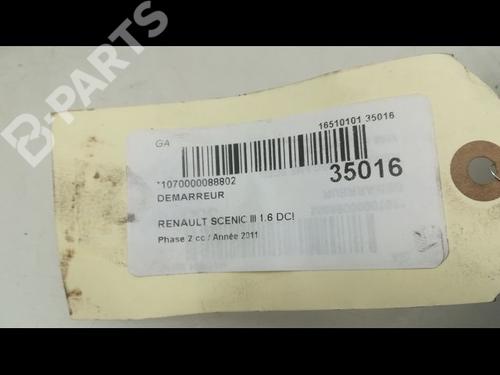 B-PARTS
GA
16510101 35016
*1070000088802
35016
DEMARREUR
RENAULT SCENIC III 1.6 DCI
Phase 2 cc / Année 2011